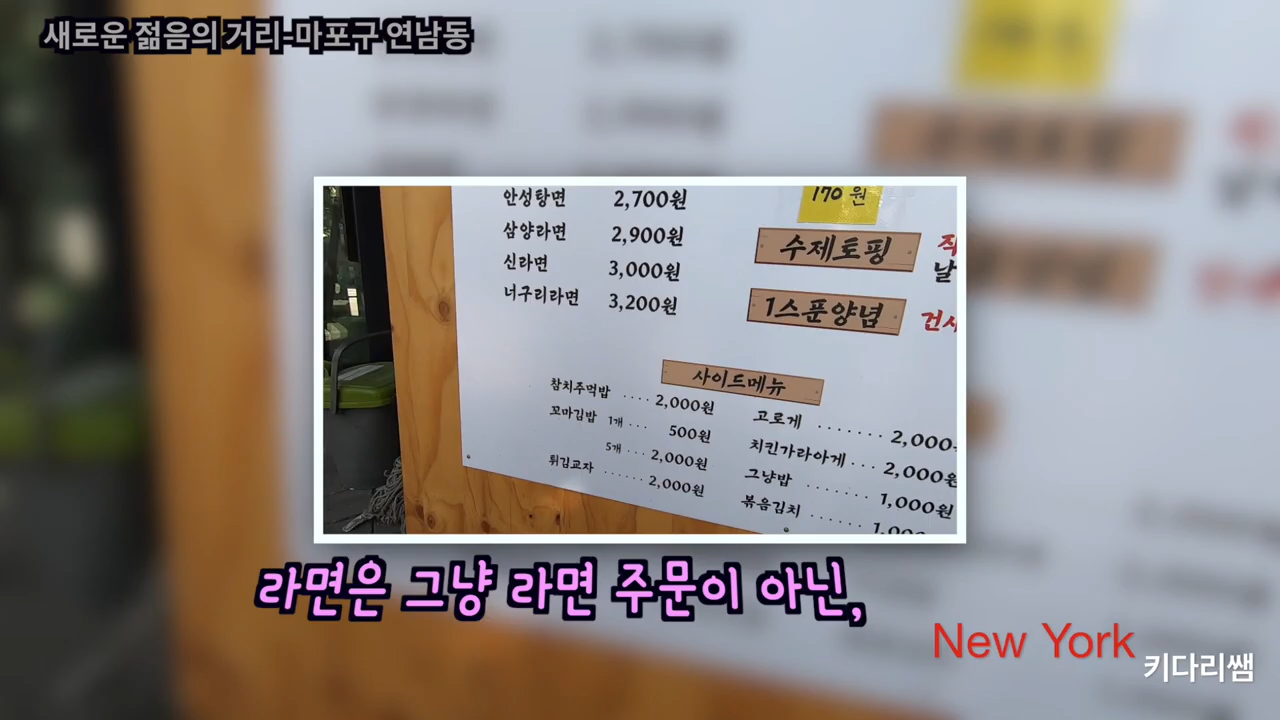 새로운 젊음의 거리-마포구 연남동
안성탕면 2,700원
삼양라면 2,900원
신라면 3,000원
너구리라면 3,200원
170 원
수제토핑
1스푼양념
사이드메뉴
참치주먹밥 ···· 2,000원
꼬마김밥 1개 ··· 500원
5개 ··· 2,000원
튀김교자 ······ 2,000원
고로게 ······· 2,000
치킨가라아게 ··· 2,000원
그냥밥 ······· 1,000원
볶음김치 ······
라면은 그냥 라면 주문이 아닌,
New York
키다리쌤